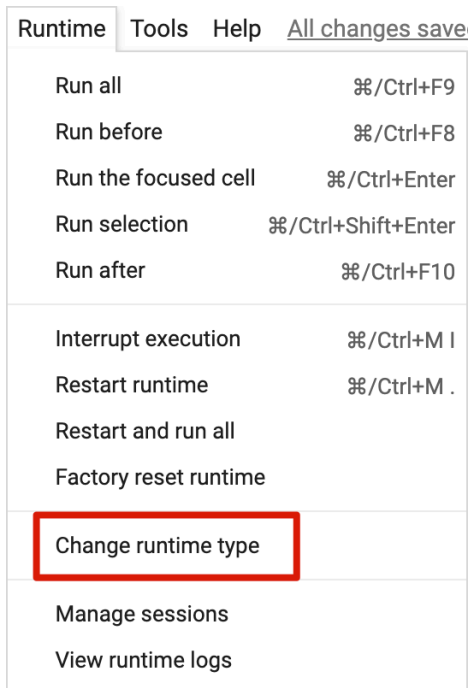 Runtime Tools Help All changes save
Run all ⌘/Ctrl+F9
Run before ⌘/Ctrl+F8
Run the focused cell ⌘/Ctrl+Enter
Run selection ⌘/Ctrl+Shift+Enter
Run after ⌘/Ctrl+F10
Interrupt execution ⌘/Ctrl+M I
Restart runtime ⌘/Ctrl+M .
Restart and run all
Factory reset runtime
Change runtime type
Manage sessions
View runtime logs